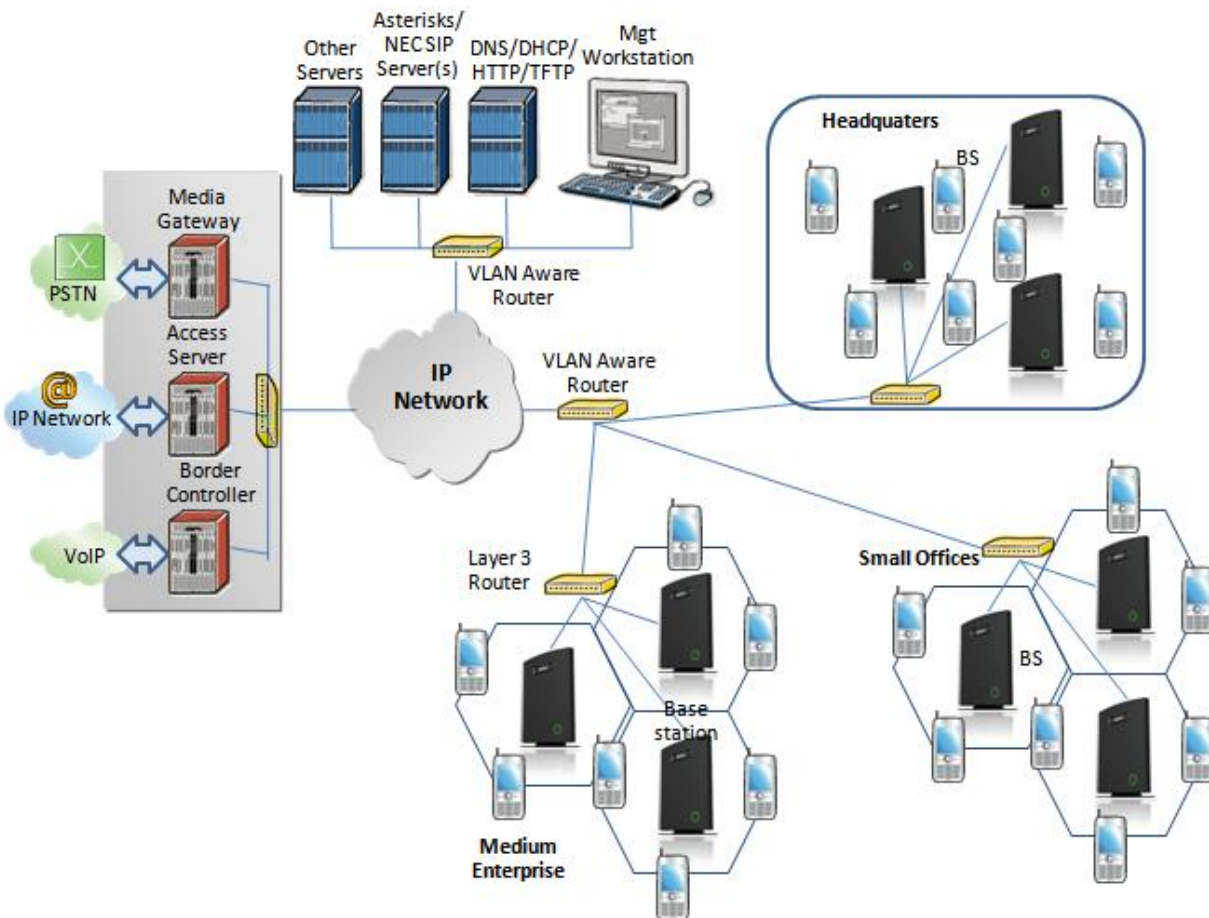 Other
Servers
Asterisks/
NEC SIP
Server(s)
DNS/DHCP/
HTTP/TFTP
Mgt
Workstation
Headquaters
BS
Media
Gateway
PSTN
VLAN Aware
Router
Access
Server
@
IP Network
IP
Network
VLAN Aware
Router
Border
Controller
VoIP
Layer 3
Router
Base
station
Medium
Enterprise
Small Offices
BS